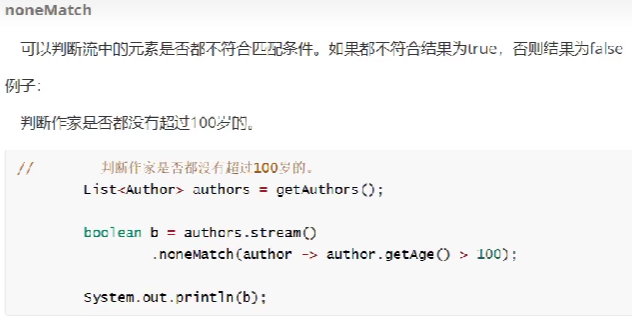 noneMatch
可以判断流中的元素是否都不符合匹配条件。如果都不符合结果为true，否则结果为false
例子：
判断作家是否都没有超过100岁的。
//        判断作家是否都没有超过100岁的。
        List<Author> authors = getAuthors();
        boolean b = authors.stream()
                .noneMatch(author -> author.getAge() > 100);
        System.out.println(b);